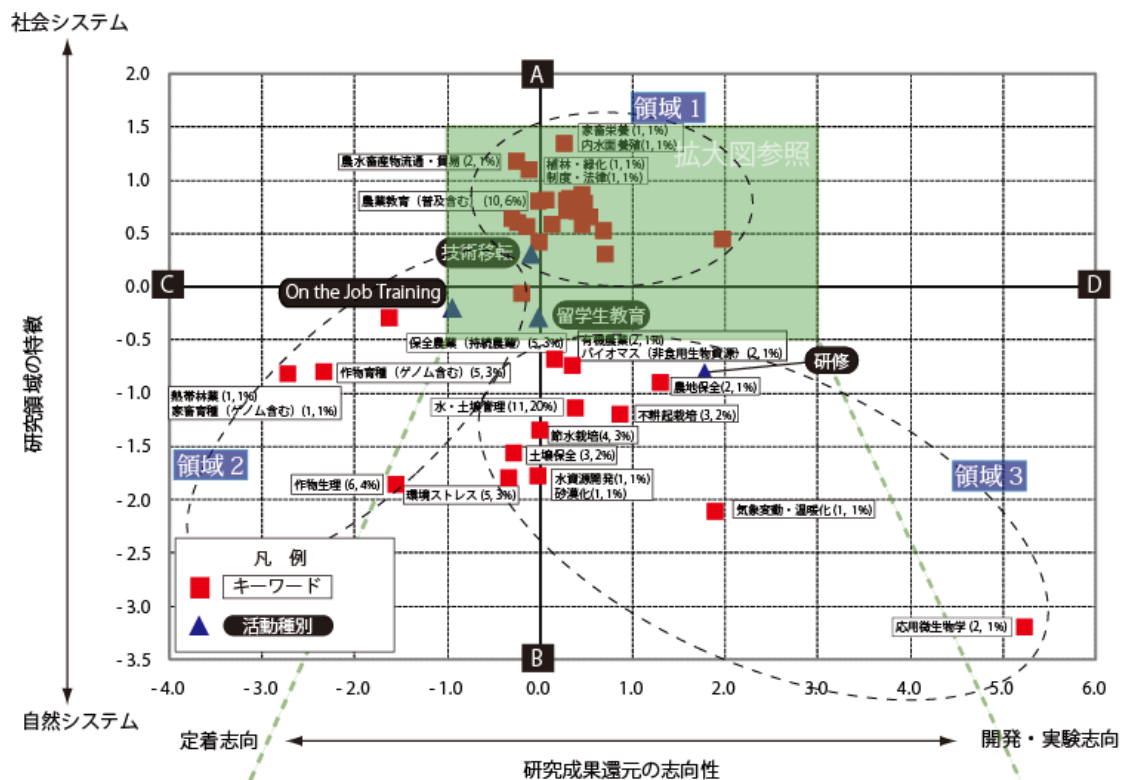 社会システム
2.0
A
領域1
1.5
家畜栄養(1, 1%)
内水面養殖(1, 1%)
拡大図参照
農水畜産物流通・貿易(2, 1%)
植林・緑化(1, 1%)
制度・法律(1, 1%)
1.0
農業教育(普及含む)(10, 6%)
0.5
技術移転
0.0
C
D
On the Job Training
留学生教育
- 0.5
保全農業(持続農業)(5, 3%)
有機農業(2, 1%)
バイオマス(非食用生物資源)(2, 1%)
研修
作物育種(ゲノム含む)(5, 3%)
農地保全(2, 1%)
- 1.0
熱帯林業(1, 1%)
家畜育種(ゲノム含む)(1, 1%)
水・土壌管理(11, 20%)
不耕起栽培(3, 2%)
節水栽培(4, 3%)
- 1.5
土壌保全(3, 2%)
領域2
領域3
作物生理(6, 4%)
環境ストレス(5, 3%)
水資源開発(1, 1%)
砂漠化(1, 1%)
- 2.0
気象変動・温暖化(1, 1%)
- 2.5
凡 例
キーワード
活動種別
- 3.0
応用微生物学(2, 1%)
- 3.5
B
-4.0
- 3.0
- 2.0
- 1.0
0.0
1.0
2.0
3.0
4.0
5.0
6.0
研究領域の特徴
自然システム
定着志向
開発・実験志向
研究成果還元の志向性